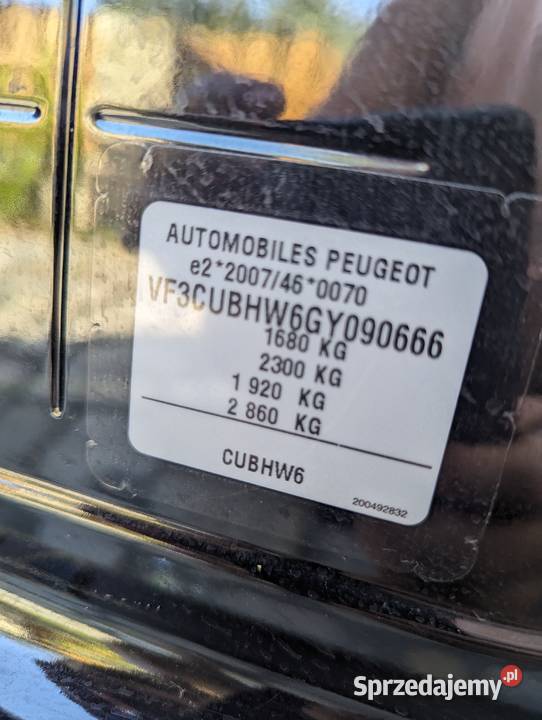 AUTOMOBILES PEUGEOT
e2*2007/46*0070
VF3CUBHW6GY090666
1680 KG
2300 KG
1 920 KG
2 860 KG
CUBHW6
200492832
Sprzedajemy.pl